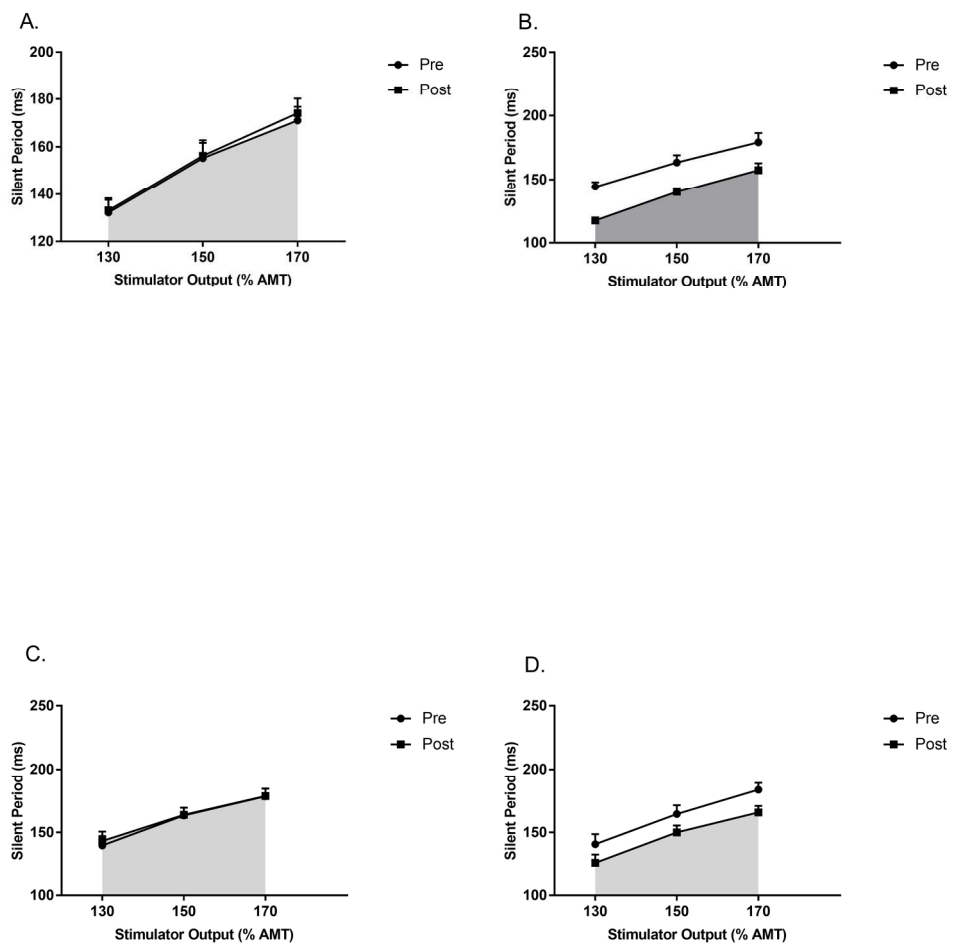 A.
200
180
160
140
120
Silent Period (ms)
130 150 170
Stimulator Output (% AMT)
Pre
Post
B.
250
200
150
100
Silent Period (ms)
130 150 170
Stimulator Output (% AMT)
Pre
Post
C.
250
200
150
100
Silent Period (ms)
130 150 170
Stimulator Output (% AMT)
Pre
Post
D.
250
200
150
100
Silent Period (ms)
130 150 170
Stimulator Output (% AMT)
Pre
Post